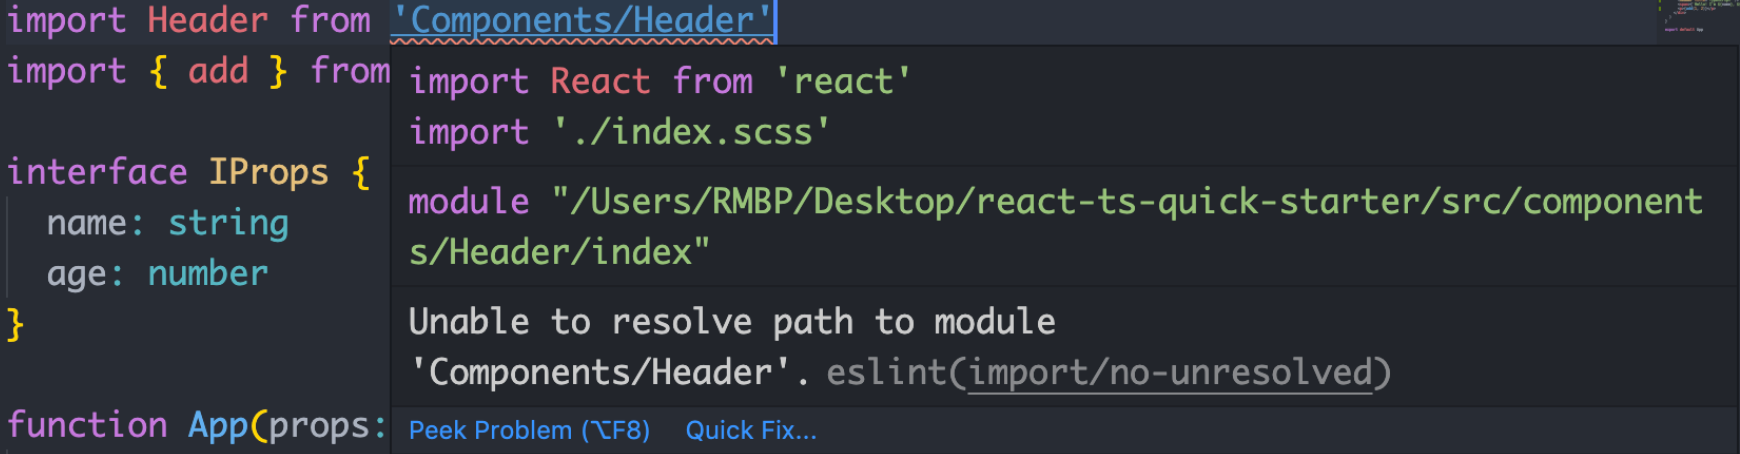 import Header from 'Components/Header'
import { add } from
interface IProps {
name: string
age: number
}
function App(props:
import React from 'react'
import './index.scss'
module "/Users/RMBP/Desktop/react-ts-quick-starter/src/component
s/Header/index"
Unable to resolve path to module
'Components/Header'. eslint(import/no-unresolved)
Peek Problem (⌥F8) Quick Fix...